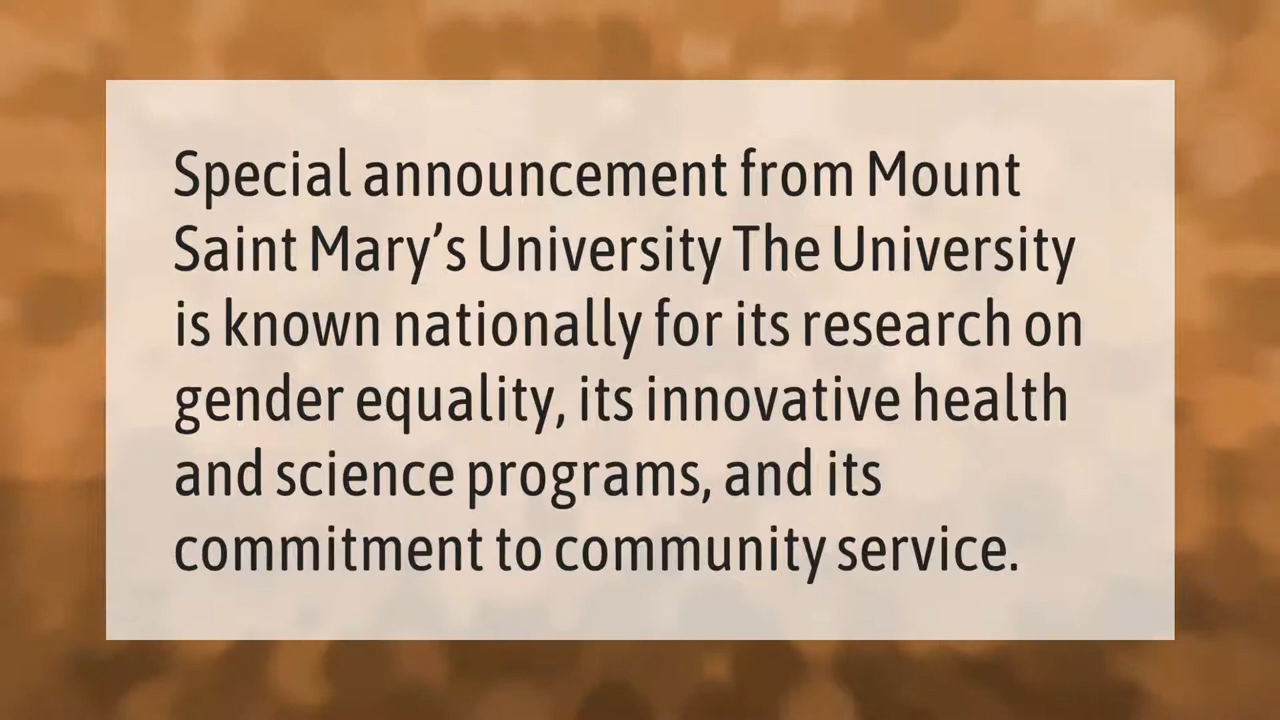 Special announcement from Mount
Saint Mary’s University The University
is known nationally for its research on
gender equality, its innovative health
and science programs, and its
commitment to community service.